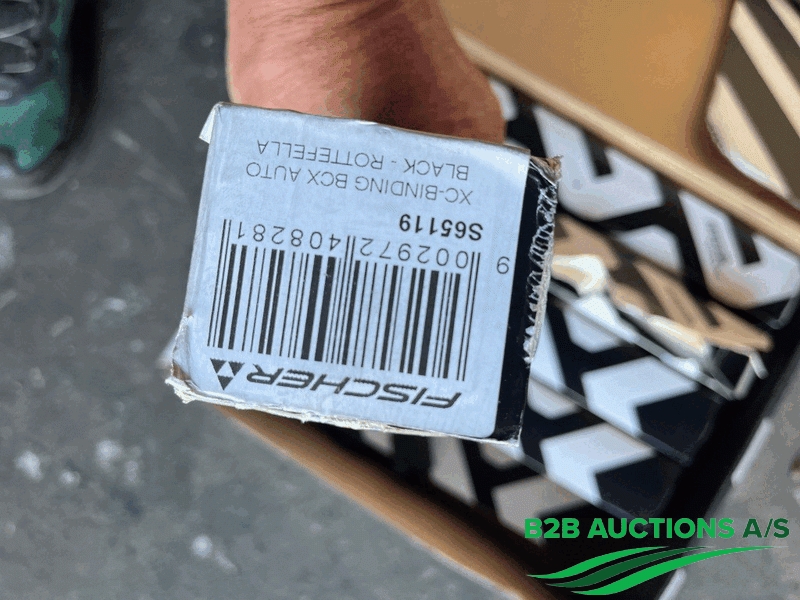 FISCHER
9 002972 408281
S65119
XC-BINDING BCX AUTO
BLACK - ROTTEFELLA
B2B AUCTIONS A/S